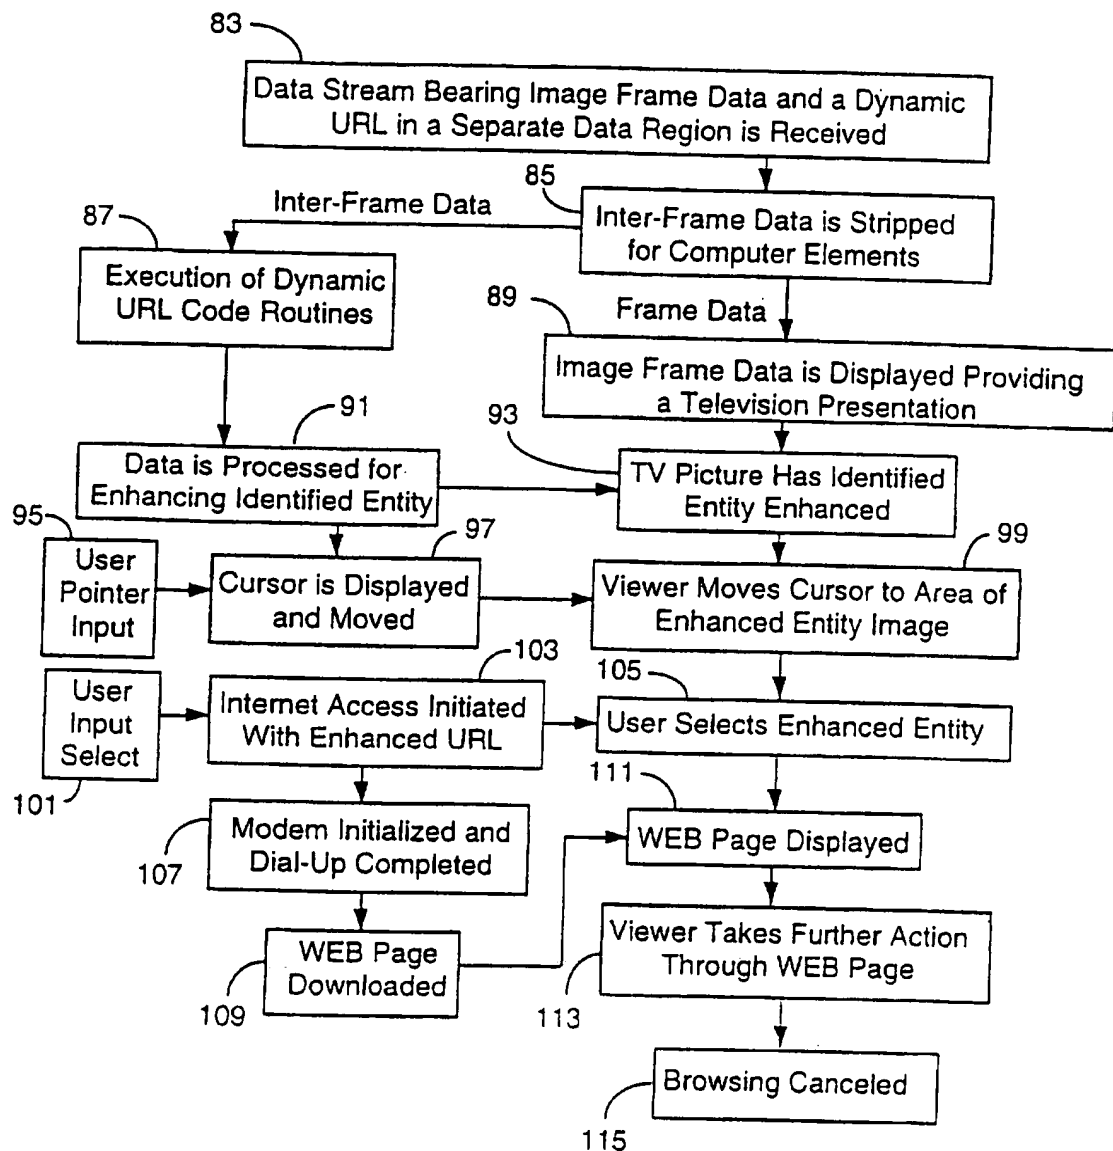 83
Data Stream Bearing Image Frame Data and a Dynamic
URL in a Separate Data Region is Received
85
Inter-Frame Data
87
Inter-Frame Data is Stripped
for Computer Elements
Execution of Dynamic
URL Code Routines
89
Frame Data
Image Frame Data is Displayed Providing
a Television Presentation
91
93
Data is Processed for
Enhancing Identified Entity
TV Picture Has Identified
Entity Enhanced
95
97
99
User
Pointer
Input
Cursor is Displayed
and Moved
Viewer Moves Cursor to Area of
Enhanced Entity Image
103
105
User
Input
Select
Internet Access Initiated
With Enhanced URL
User Selects Enhanced Entity
101
111
Modem Initialized and
Dial-Up Completed
107
WEB Page Displayed
WEB Page
Downloaded
109
Viewer Takes Further Action
Through WEB Page
113
Browsing Canceled
115